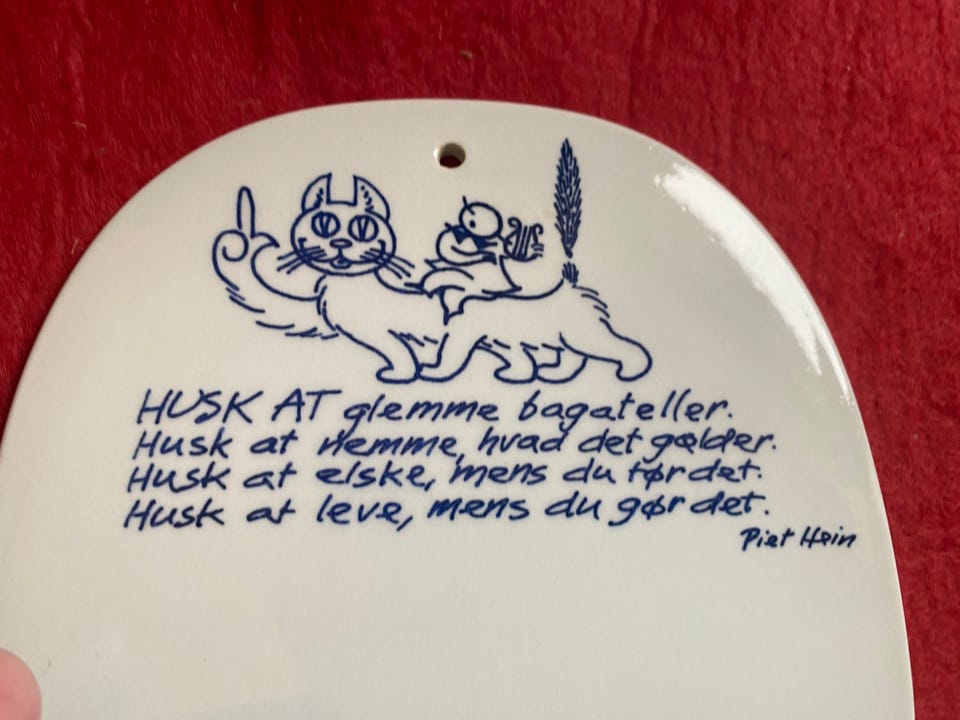 HUSK AT glemme bagateller.
Husk at nemme, hvad det gælder.
Husk at elske, mens du tør det.
Husk at leve, mens du gør det.
Piet Hein